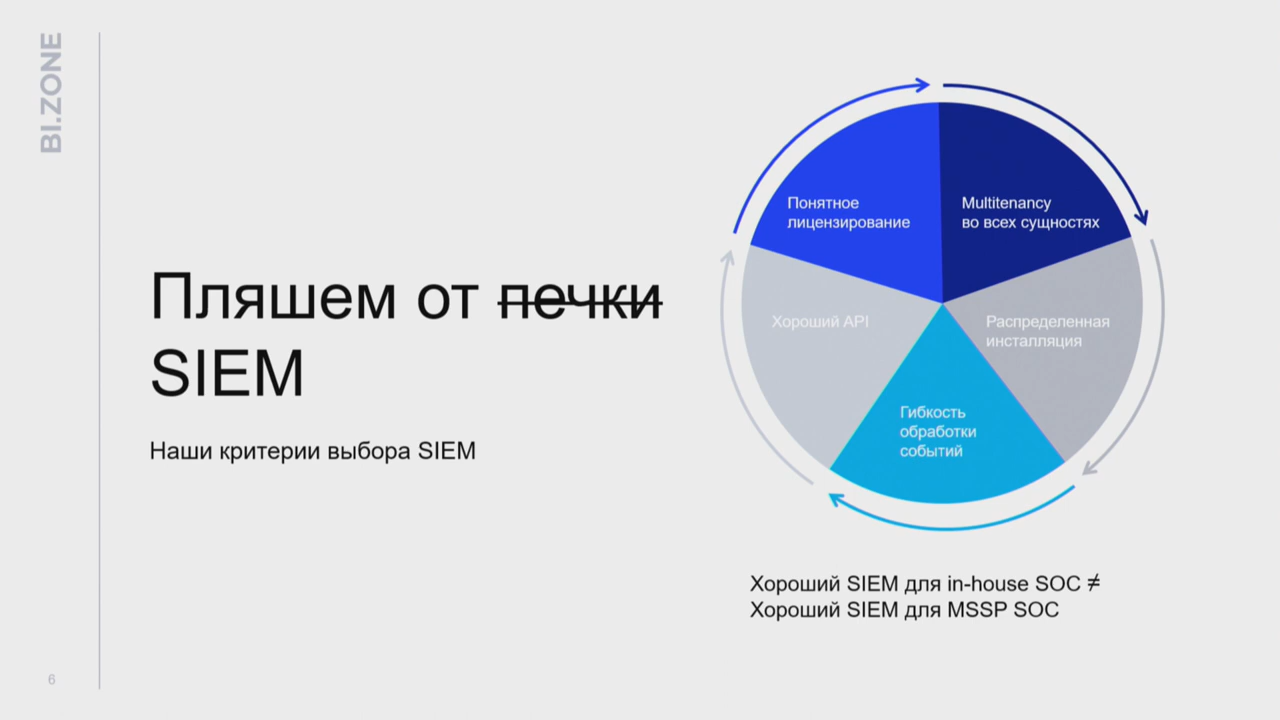 BI.ZONE
Пляшем от печки
SIEM
Наши критерии выбора SIEM
Понятное
лицензирование
Multitenancy
во всех сущностях
Хороший API
Распределенная
инсталляция
Гибкость
обработки
событий
Хороший SIEM для in-house SOC ≠
Хороший SIEM для MSSP SOC
6